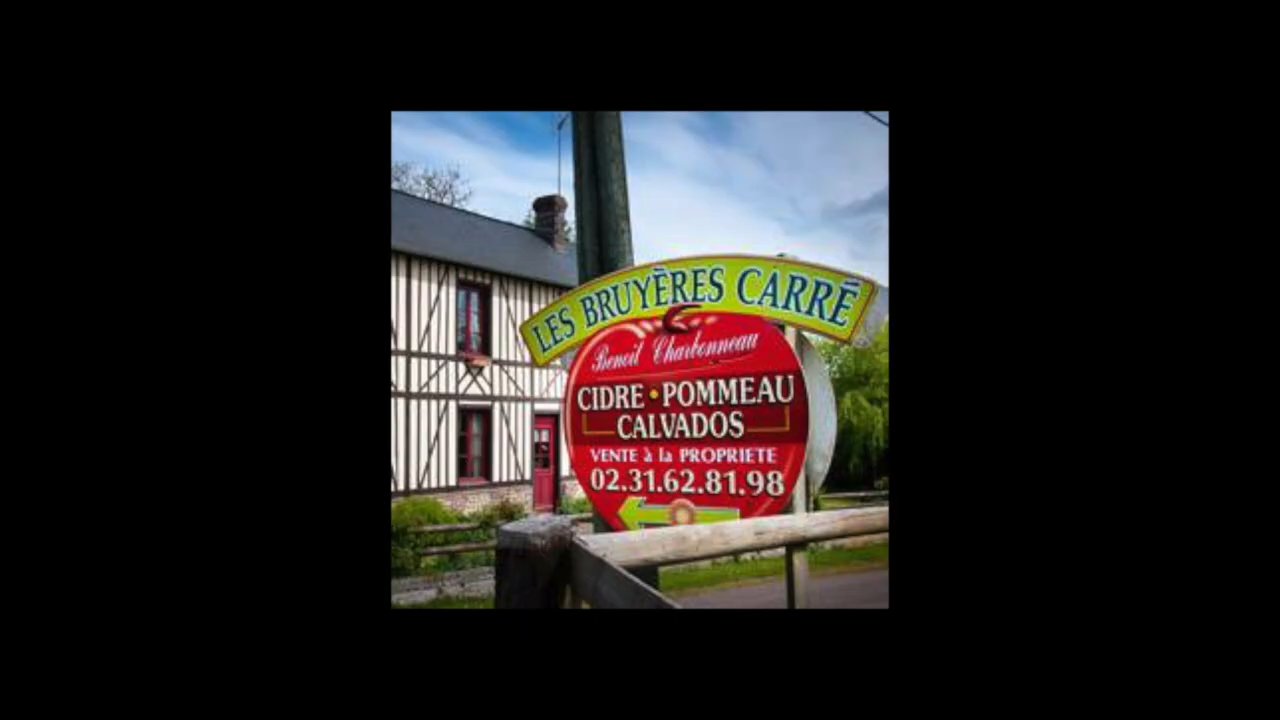 LES BRUYÈRES CARRÉ
Benoit Charbonneau
CIDRE • POMMEAU
CALVADOS
VENTE à la PROPRIETE
02.31.62.81.98